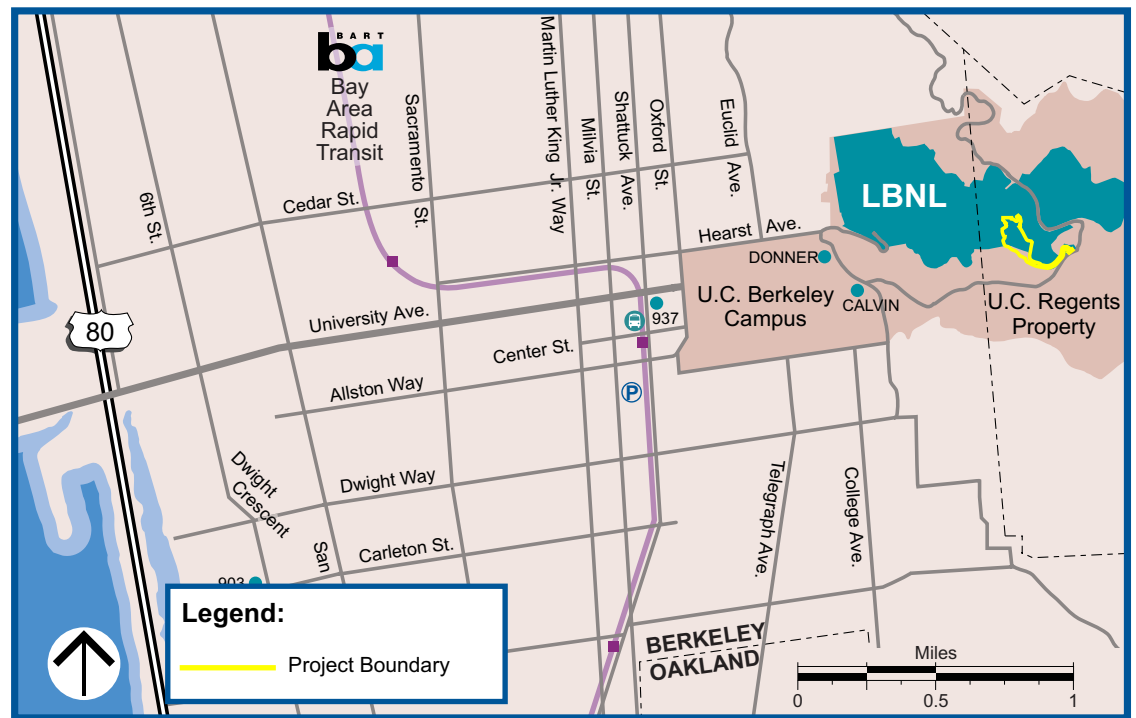 BART
ba
Bay
Area
Rapid
Transit
6th St.
Sacramento
St.
Martin Luther King Jr. Way
Milvia
St.
Shattuck
Ave.
Oxford
St.
Euclid
Ave.
Cedar St.
Hearst Ave.
LBNL
DONNER
CALVIN
U.C. Berkeley
Campus
U.C. Regents
Property
80
University Ave.
937
Center St.
Allston Way
P
Dwight
Crescent
Dwight Way
San
Carleton St.
Telegraph Ave.
College Ave.
903
Legend:
Project Boundary
BERKELEY
OAKLAND
Miles
0
0.5
1